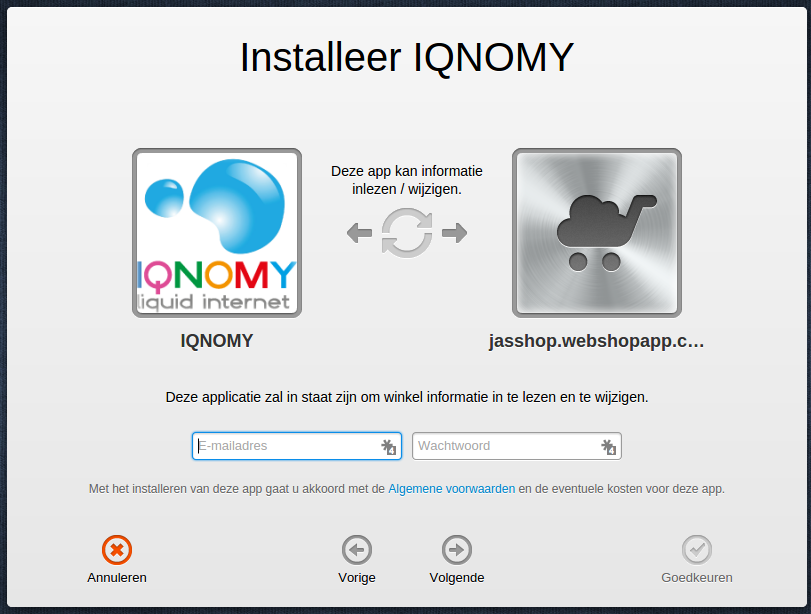 Installeer IQNOMY
Deze app kan informatie
inlezen / wijzigen.
IQNOMY
liquid internet
IQNOMY
jasshop.webshopapp.c...
Deze applicatie zal in staat zijn om winkel informatie in te lezen en te wijzigen.
E-mailadres
4
Wachtwoord
4
Met het installeren van deze app gaat u akkoord met de Algemene voorwaarden en de eventuele kosten voor deze app.
Annuleren
Vorige
Volgende
Goedkeuren